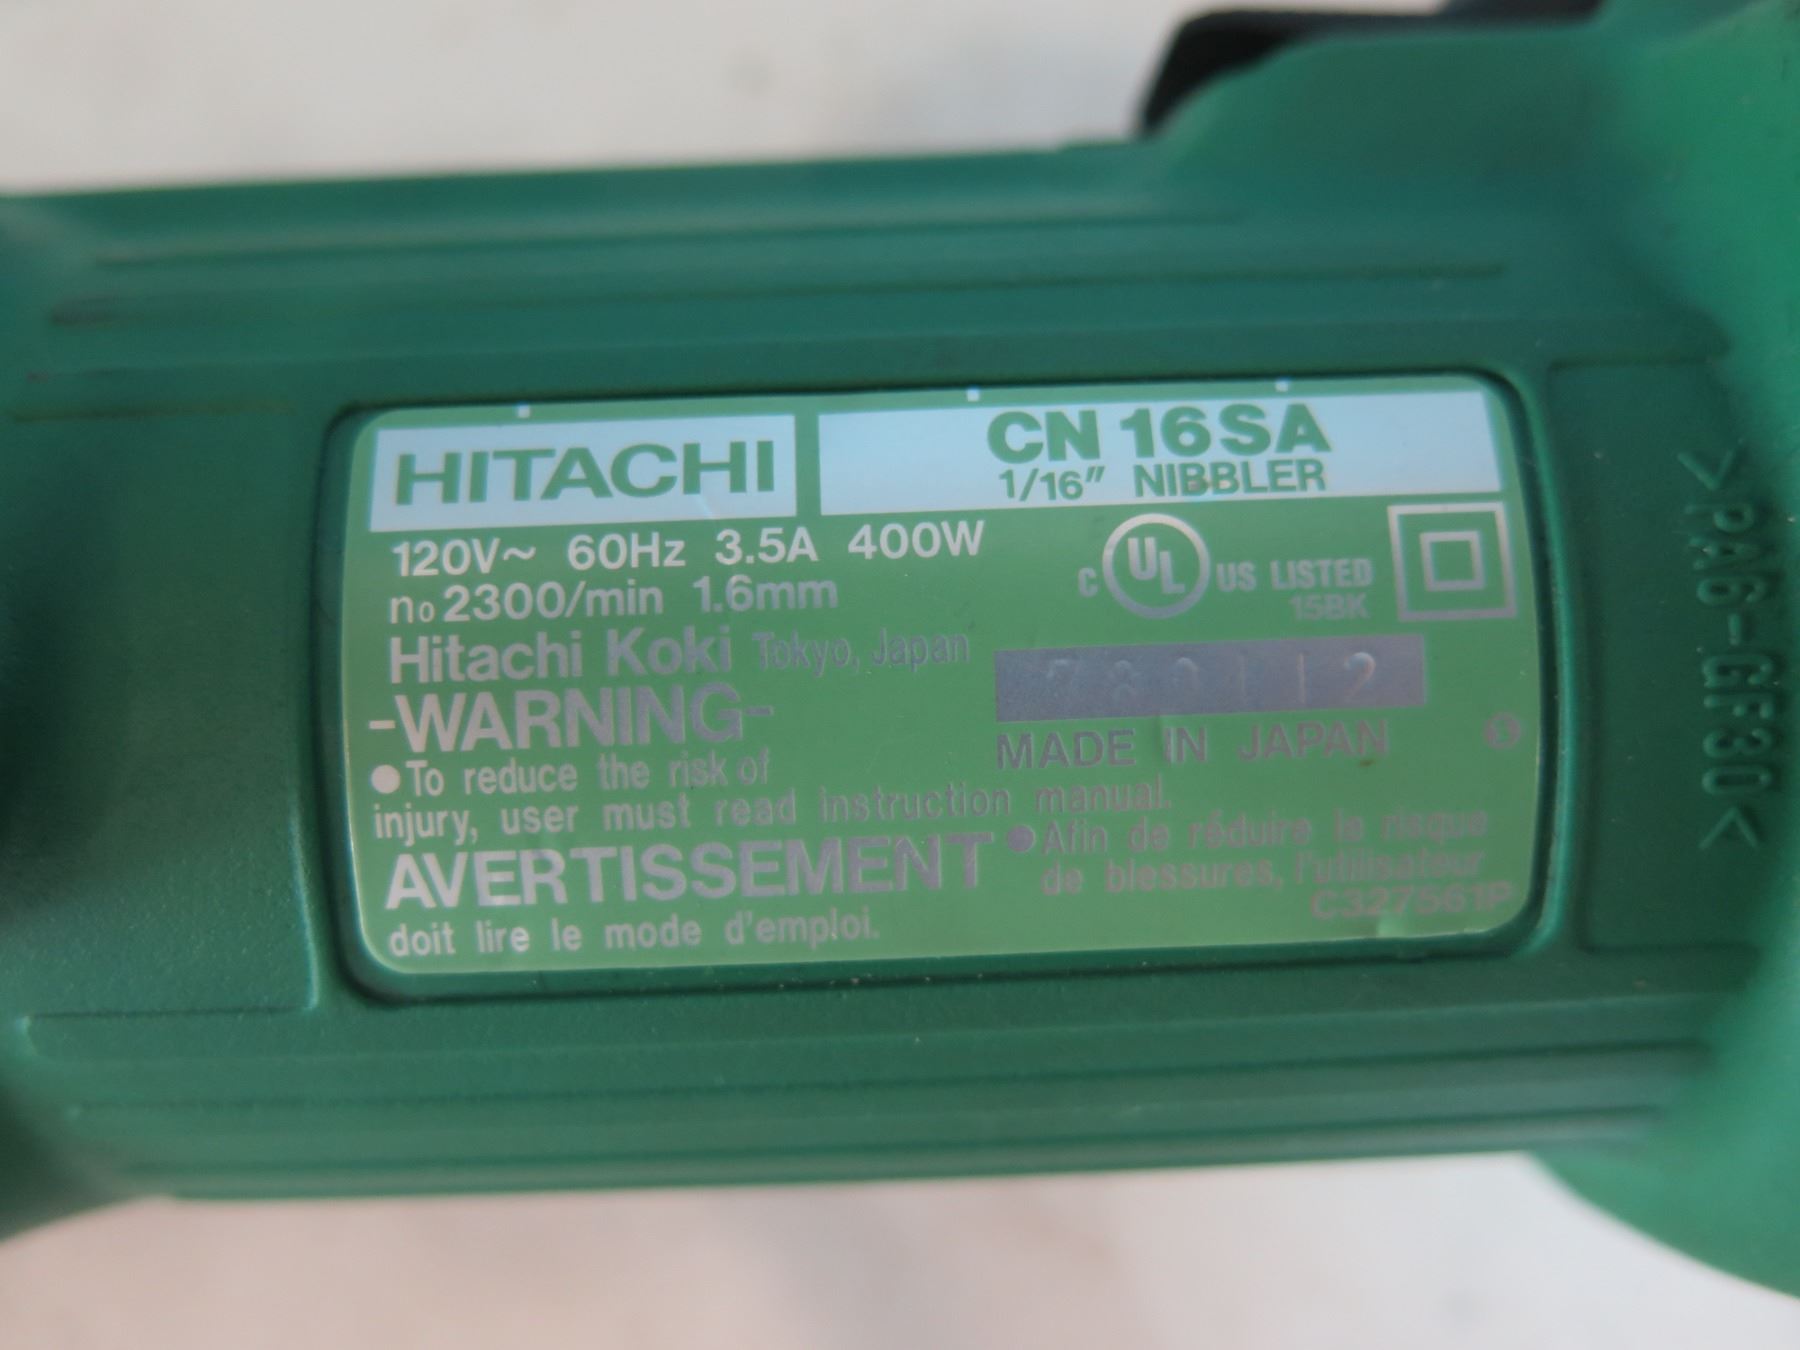 HITACHI
CN 16SA
1/16" NIBBLER
120V~ 60Hz 3.5A 400W
no 2300/min 1.6mm
C UL US LISTED
15BK
Hitachi Koki Tokyo, Japan
780112
-WARNING-
MADE IN JAPAN
●To reduce the risk of
injury, user must read instruction manual.
AVERTISSEMENT ●Afin de réduire le risque
de blessures, l'utilisateur
C327561P
doit lire le mode d'emploi.
>PA6-GF30<